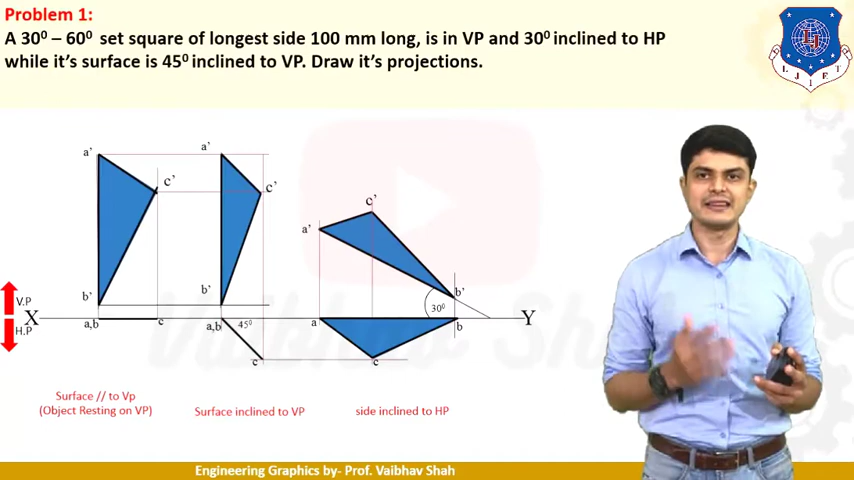 Problem 1:
A 30⁰ – 60⁰ set square of longest side 100 mm long, is in VP and 30⁰ inclined to HP
while it's surface is 45⁰ inclined to VP. Draw it's projections.
L J I E T
a' a'
c' c' c'
a'
b' b' b'
V.P
30⁰
X a,b c a,b 45⁰ a b Y
H.P
c c
Surface // to Vp
(Object Resting on VP)
Surface inclined to VP
side inclined to HP
Vaibhav Shah
Engineering Graphics by- Prof. Vaibhav Shah